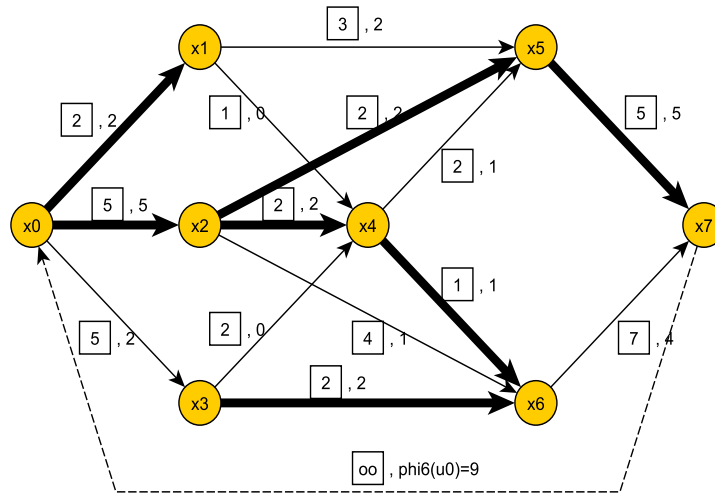 3 , 2
x1
x5
2 , 2
1 , 0
2 , 2
5 , 5
2 , 1
5 , 5
2 , 2
x0
x2
x4
x7
1 , 1
5 , 2
2 , 0
4 , 1
7 , 4
2 , 2
x3
x6
oo , phi6(u0)=9